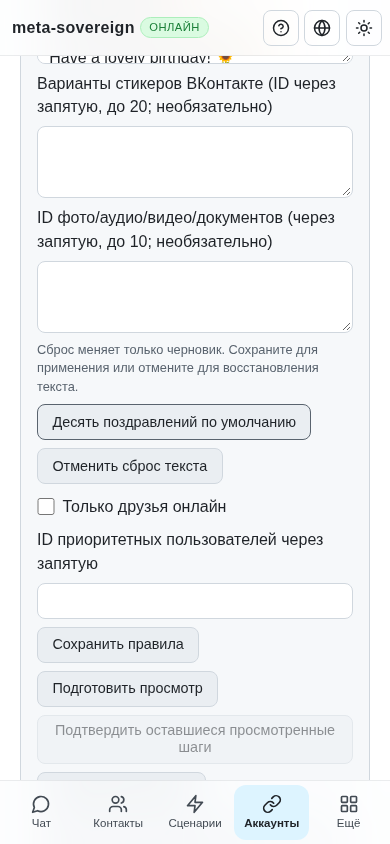 meta-sovereign ОНЛАЙН
Have a lovely birthday! 🌻
Варианты стикеров ВКонтакте (ID через
запятую, до 20; необязательно)
ID фото/аудио/видео/документов (через
запятую, до 10; необязательно)
Сброс меняет только черновик. Сохраните для
применения или отмените для восстановления
текста.
Десять поздравлений по умолчанию
Отменить сброс текста
Только друзья онлайн
ID приоритетных пользователей через
запятую
Сохранить правила
Подготовить просмотр
Подтвердить оставшиеся просмотренные
шаги
Чат
Контакты
Сценарии
Аккаунты
Ещё